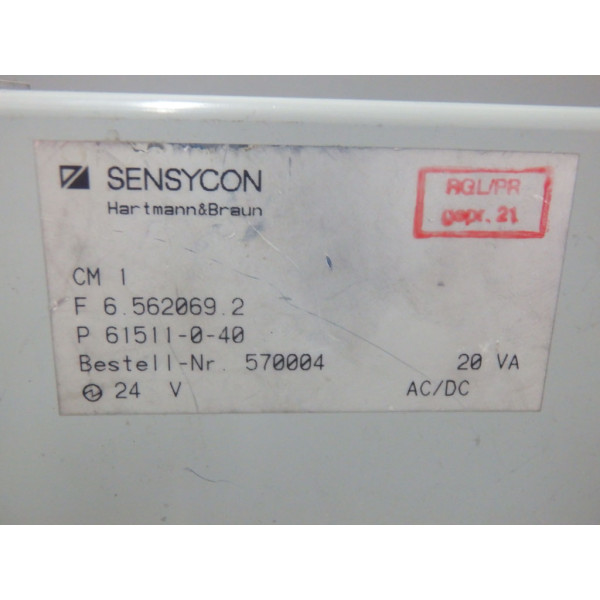 SENSYCON
Hartmann&Braun
RGL/PR
gepr. 21
CM I
F 6.562069.2
P 61511-0-40
Bestell-Nr. 570004 20 VA
24 V AC/DC